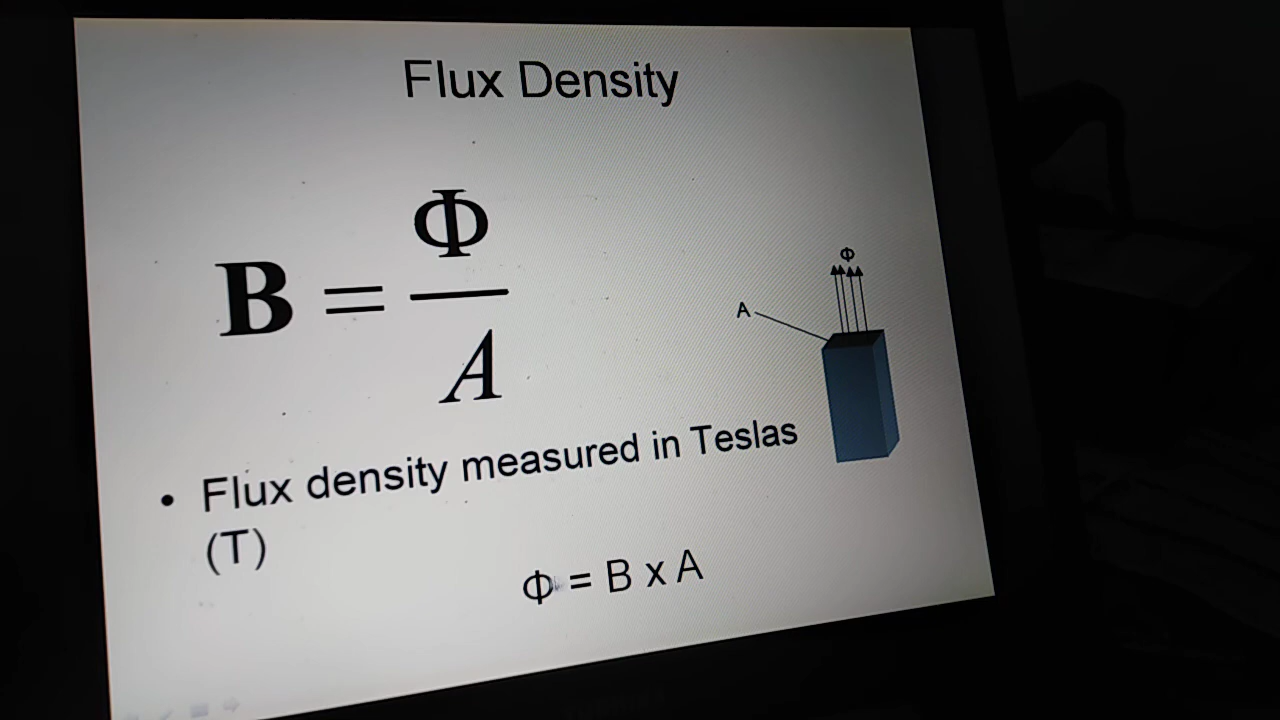 Flux Density
B = Φ / A
Φ
A
• Flux density measured in Teslas
(T)
Φ = B x A